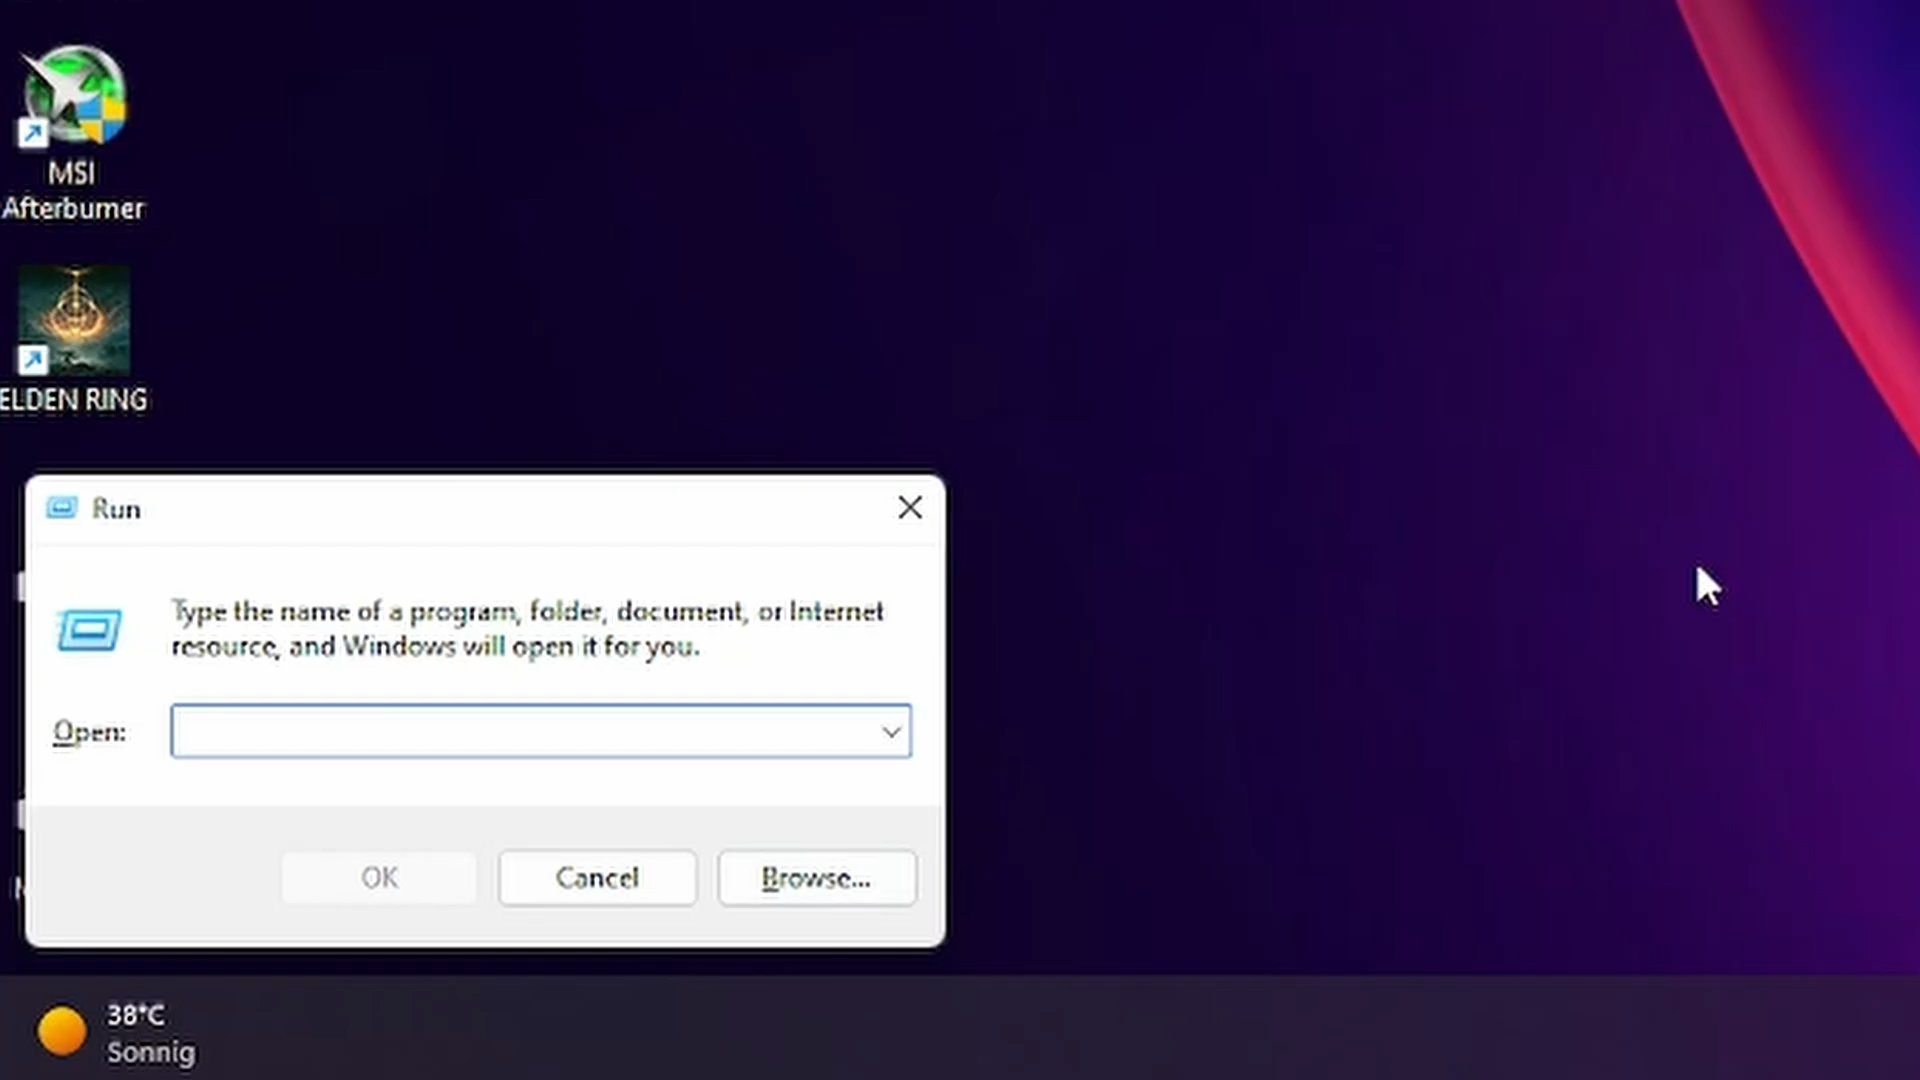 MSI
Afterburner
ELDEN RING
Run
Type the name of a program, folder, document, or Internet
resource, and Windows will open it for you.
Open:
OK
Cancel
Browse...
38°C
Sonnig